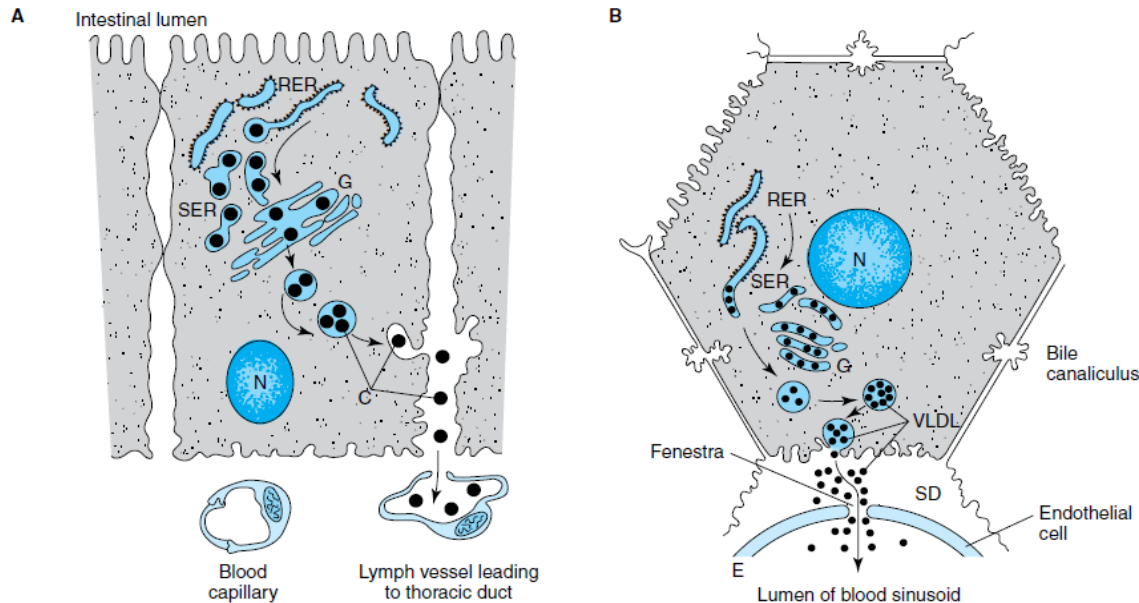 A
Intestinal lumen
RER
G
SER
N
C
Blood
capillary
Lymph vessel leading
to thoracic duct
B
RER
N
SER
G
Bile
canaliculus
VLDL
Fenestra
SD
Endothelial
cell
E
Lumen of blood sinusoid